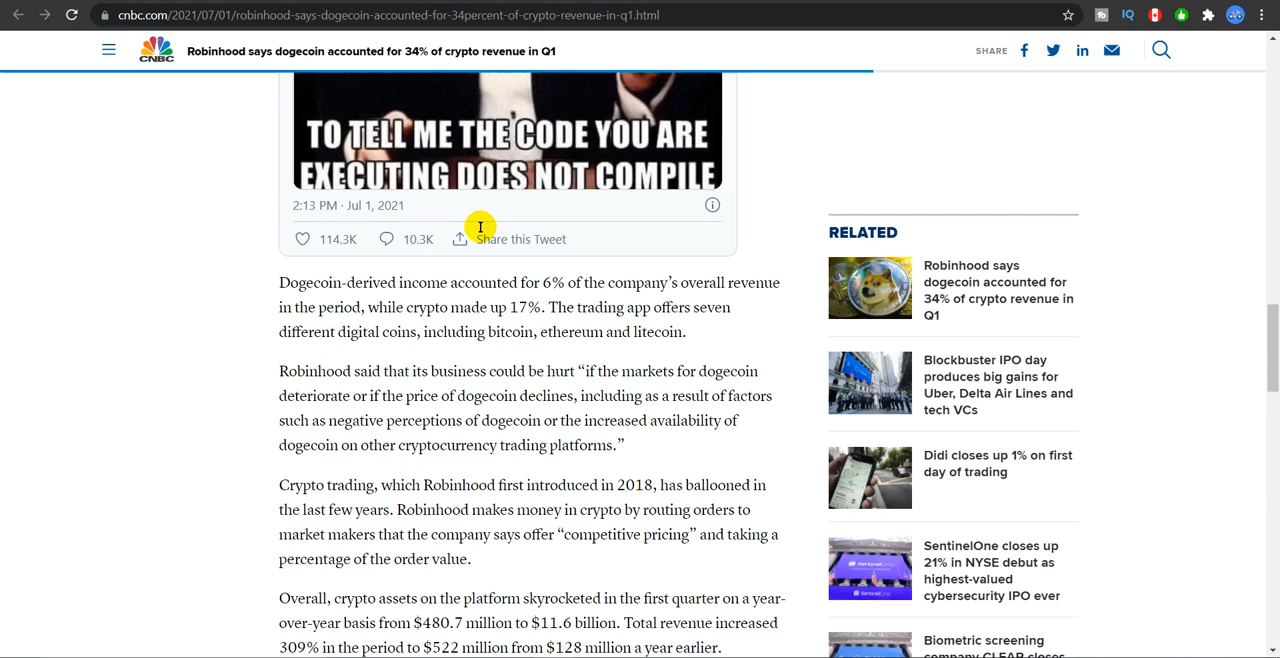 cnbc.com/2021/07/01/robinhood-says-dogecoin-accounted-for-34percent-of-crypto-revenue-in-q1.html
CNBC
Robinhood says dogecoin accounted for 34% of crypto revenue in Q1
SHARE
TO TELL ME THE CODE YOU ARE
EXECUTING DOES NOT COMPILE
2:13 PM · Jul 1, 2021
114.3K 10.3K Share this Tweet
Dogecoin-derived income accounted for 6% of the company’s overall revenue
in the period, while crypto made up 17%. The trading app offers seven
different digital coins, including bitcoin, ethereum and litecoin.
Robinhood said that its business could be hurt “if the markets for dogecoin
deteriorate or if the price of dogecoin declines, including as a result of factors
such as negative perceptions of dogecoin or the increased availability of
dogecoin on other cryptocurrency trading platforms.”
Crypto trading, which Robinhood first introduced in 2018, has ballooned in
the last few years. Robinhood makes money in crypto by routing orders to
market makers that the company says offer “competitive pricing” and taking a
percentage of the order value.
Overall, crypto assets on the platform skyrocketed in the first quarter on a year-
over-year basis from $480.7 million to $11.6 billion. Total revenue increased
309% in the period to $522 million from $128 million a year earlier.
RELATED
Robinhood says
dogecoin accounted for
34% of crypto revenue in
Q1
Blockbuster IPO day
produces big gains for
Uber, Delta Air Lines and
tech VCs
Didi closes up 1% on first
day of trading
SentinelOne closes up
21% in NYSE debut as
highest-valued
cybersecurity IPO ever
SentinelOne
Biometric screening
company CLEAR closes